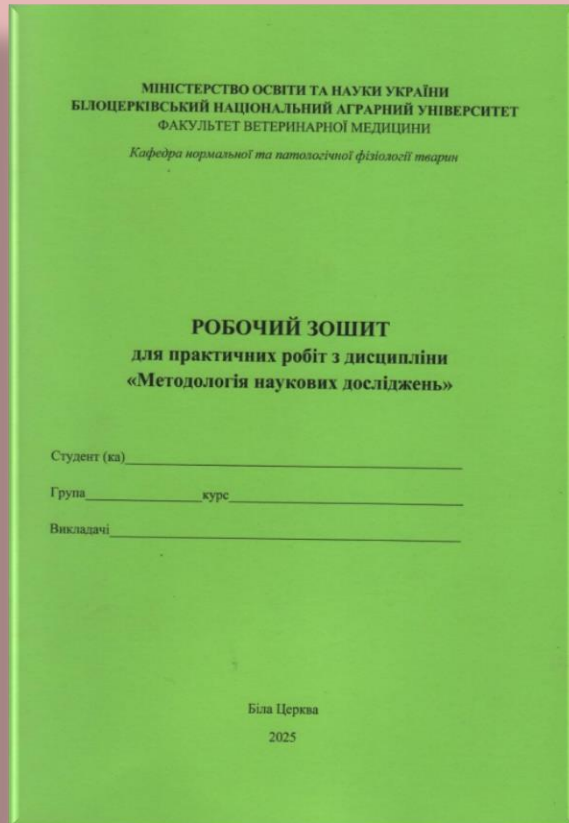 МІНІСТЕРСТВО ОСВІТИ ТА НАУКИ УКРАЇНИ
БІЛОЦЕРКІВСЬКИЙ НАЦІОНАЛЬНИЙ АГРАРНИЙ УНІВЕРСИТЕТ
ФАКУЛЬТЕТ ВЕТЕРИНАРНОЇ МЕДИЦИНИ
Кафедра нормальної та патологічної фізіології тварин
РОБОЧИЙ ЗОШИТ
для практичних робіт з дисципліни
«Методологія наукових досліджень»
Студент (ка)
Група курс
Викладачі
Біла Церква
2025